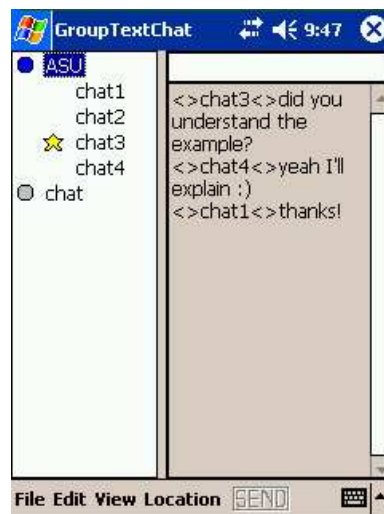 GroupTextChat 9:47
ASU
chat1
chat2
chat3
chat4
chat
<>chat3<>did you
understand the
example?
<>chat4<>yeah I'll
explain :)
<>chat1<>thanks!
File Edit View Location SEND